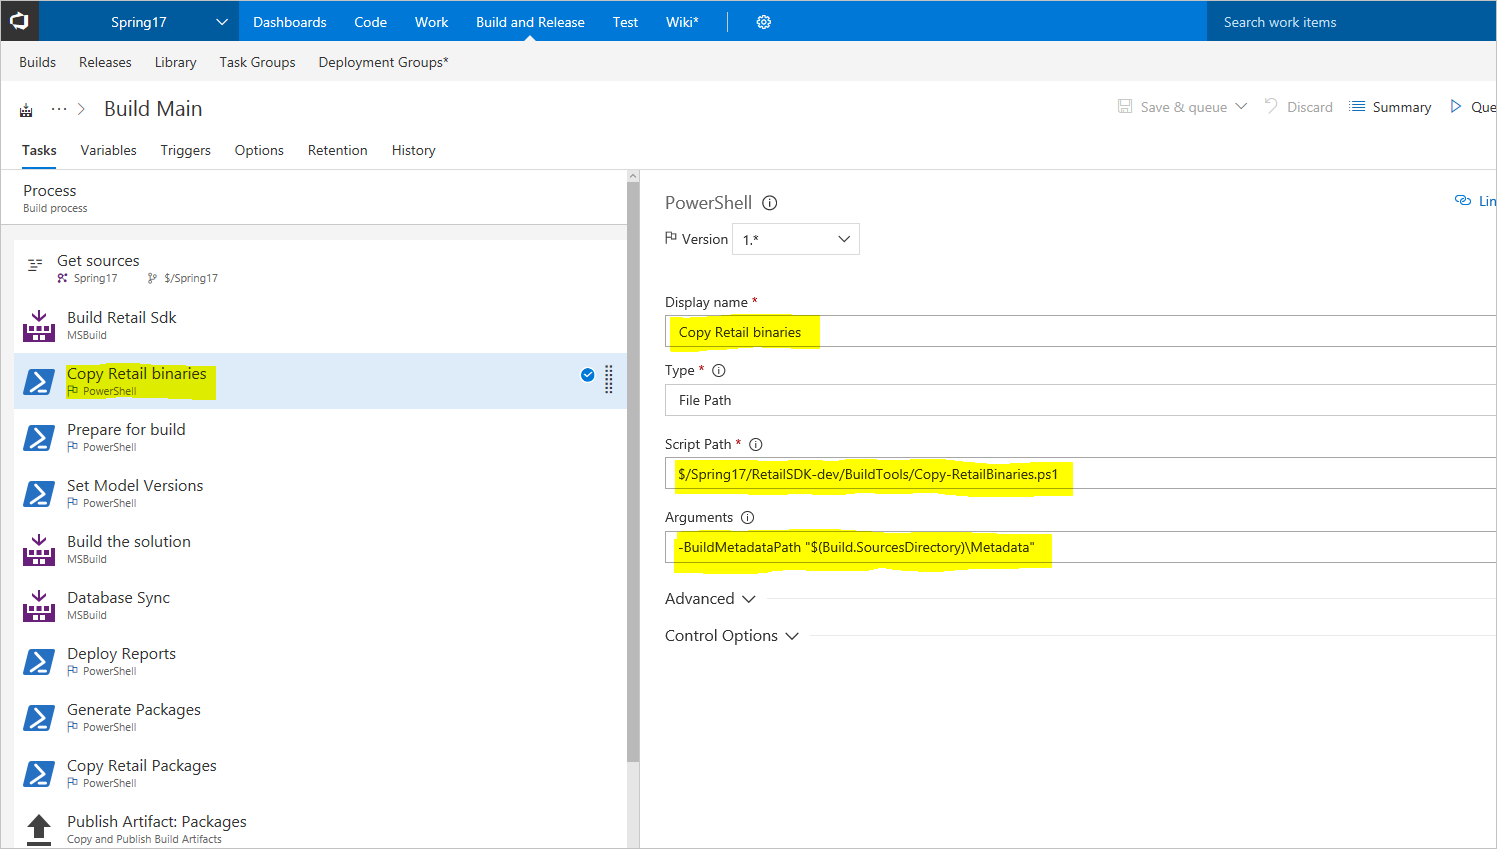 Spring17 Dashboards Code Work Build and Release Test Wiki* Search work items
Builds Releases Library Task Groups Deployment Groups*
··· > Build Main Save & queue Discard Summary Que
Tasks Variables Triggers Options Retention History
Process
Build process
Get sources
Spring17 $/Spring17
Build Retail Sdk
MSBuild
Copy Retail binaries
PowerShell
Prepare for build
PowerShell
Set Model Versions
PowerShell
Build the solution
MSBuild
Database Sync
MSBuild
Deploy Reports
PowerShell
Generate Packages
PowerShell
Copy Retail Packages
PowerShell
Publish Artifact: Packages
Copy and Publish Build Artifacts
PowerShell Lin
Version 1.*
Display name *
Copy Retail binaries
Type *
File Path
Script Path *
$/Spring17/RetailSDK-dev/BuildTools/Copy-RetailBinaries.ps1
Arguments
-BuildMetadataPath "$(Build.SourcesDirectory)\Metadata"
Advanced
Control Options